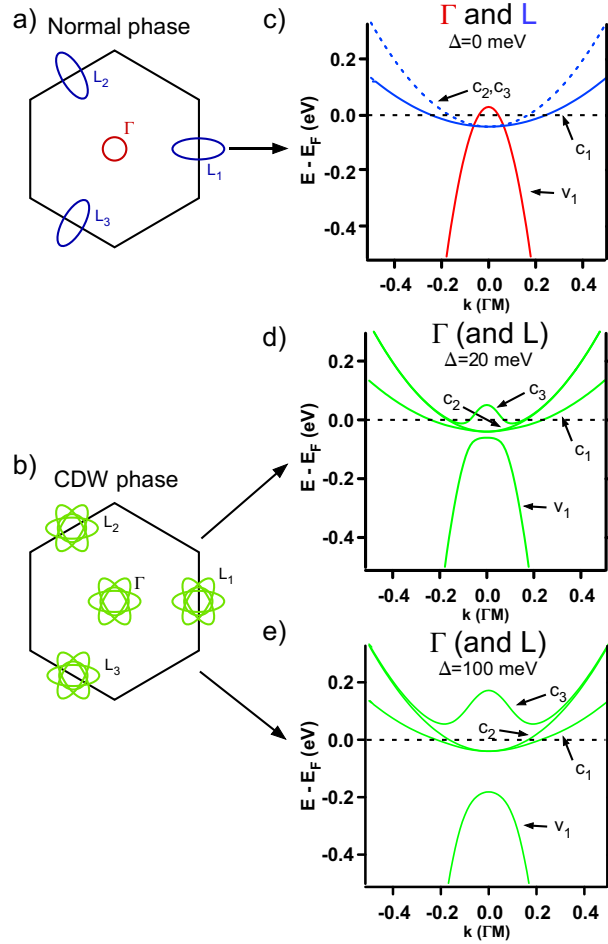 a)
Normal phase
L2
Γ
L1
L3
c)
Γ and L
Δ=0 meV
E - EF (eV)
0.2
0.0
-0.2
-0.4
c2,c3
c1
v1
-0.4 -0.2 0.0 0.2 0.4
k (ΓM)
b)
CDW phase
L2
Γ
L1
L3
d)
Γ (and L)
Δ=20 meV
E - EF (eV)
0.2
0.0
-0.2
-0.4
c2
c3
c1
v1
-0.4 -0.2 0.0 0.2 0.4
k (ΓM)
e)
Γ (and L)
Δ=100 meV
E - EF (eV)
0.2
0.0
-0.2
-0.4
c3
c2
c1
v1
-0.4 -0.2 0.0 0.2 0.4
k (ΓM)